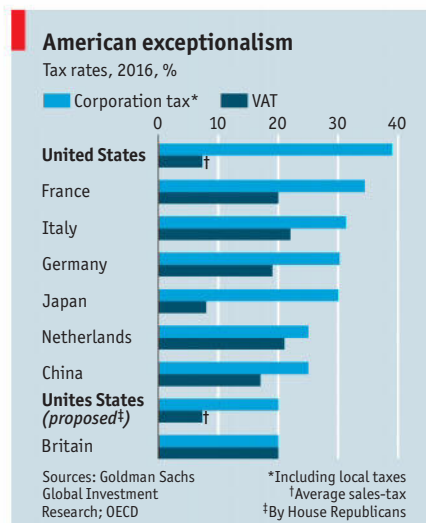 American exceptionalism
Tax rates, 2016, %
Corporation tax* VAT
0 10 20 30 40
United States †
France
Italy
Germany
Japan
Netherlands
China
Unites States
(proposed‡) †
Britain
Sources: Goldman Sachs
Global Investment
Research; OECD
*Including local taxes
†Average sales-tax
‡By House Republicans